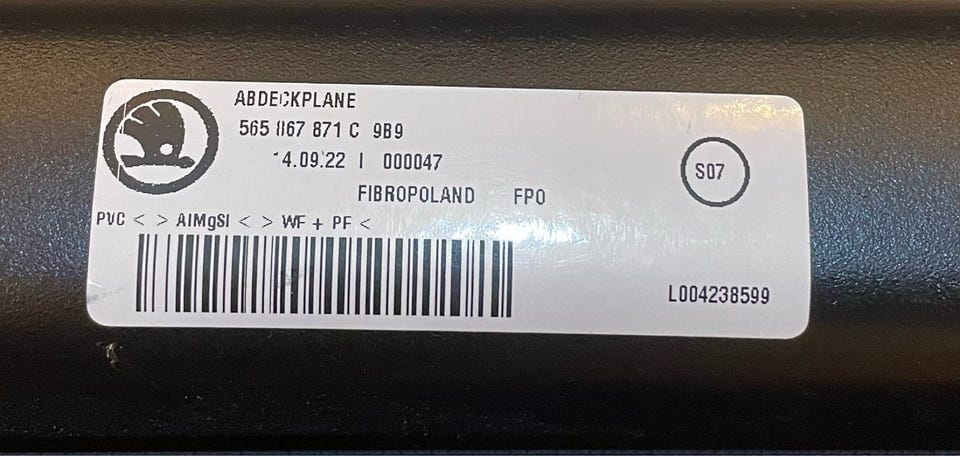 ABDECKPLANE
565 867 871 C 9B9
14.09.22 | 000047
S07
FIBROPOLAND FPO
PVC < > AlMgSI < > WF + PF <
L004238599